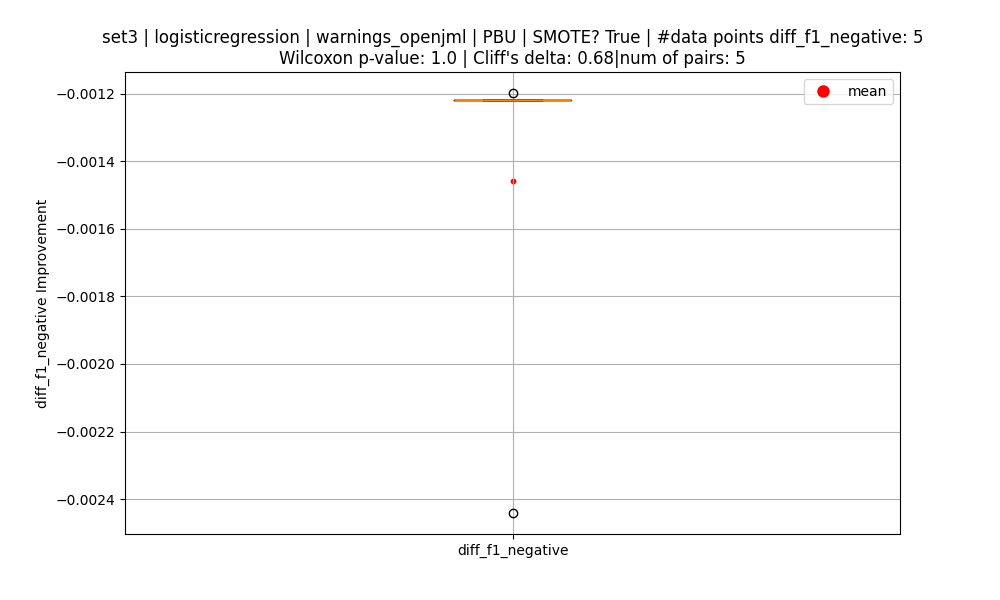 set3 | logisticregression | warnings_openjml | PBU | SMOTE? True | #data points diff_f1_negative: 5
Wilcoxon p-value: 1.0 | Cliff's delta: 0.68|num of pairs: 5
mean
−0.0012
−0.0014
−0.0016
−0.0018
−0.0020
−0.0022
−0.0024
diff_f1_negative Improvement
diff_f1_negative